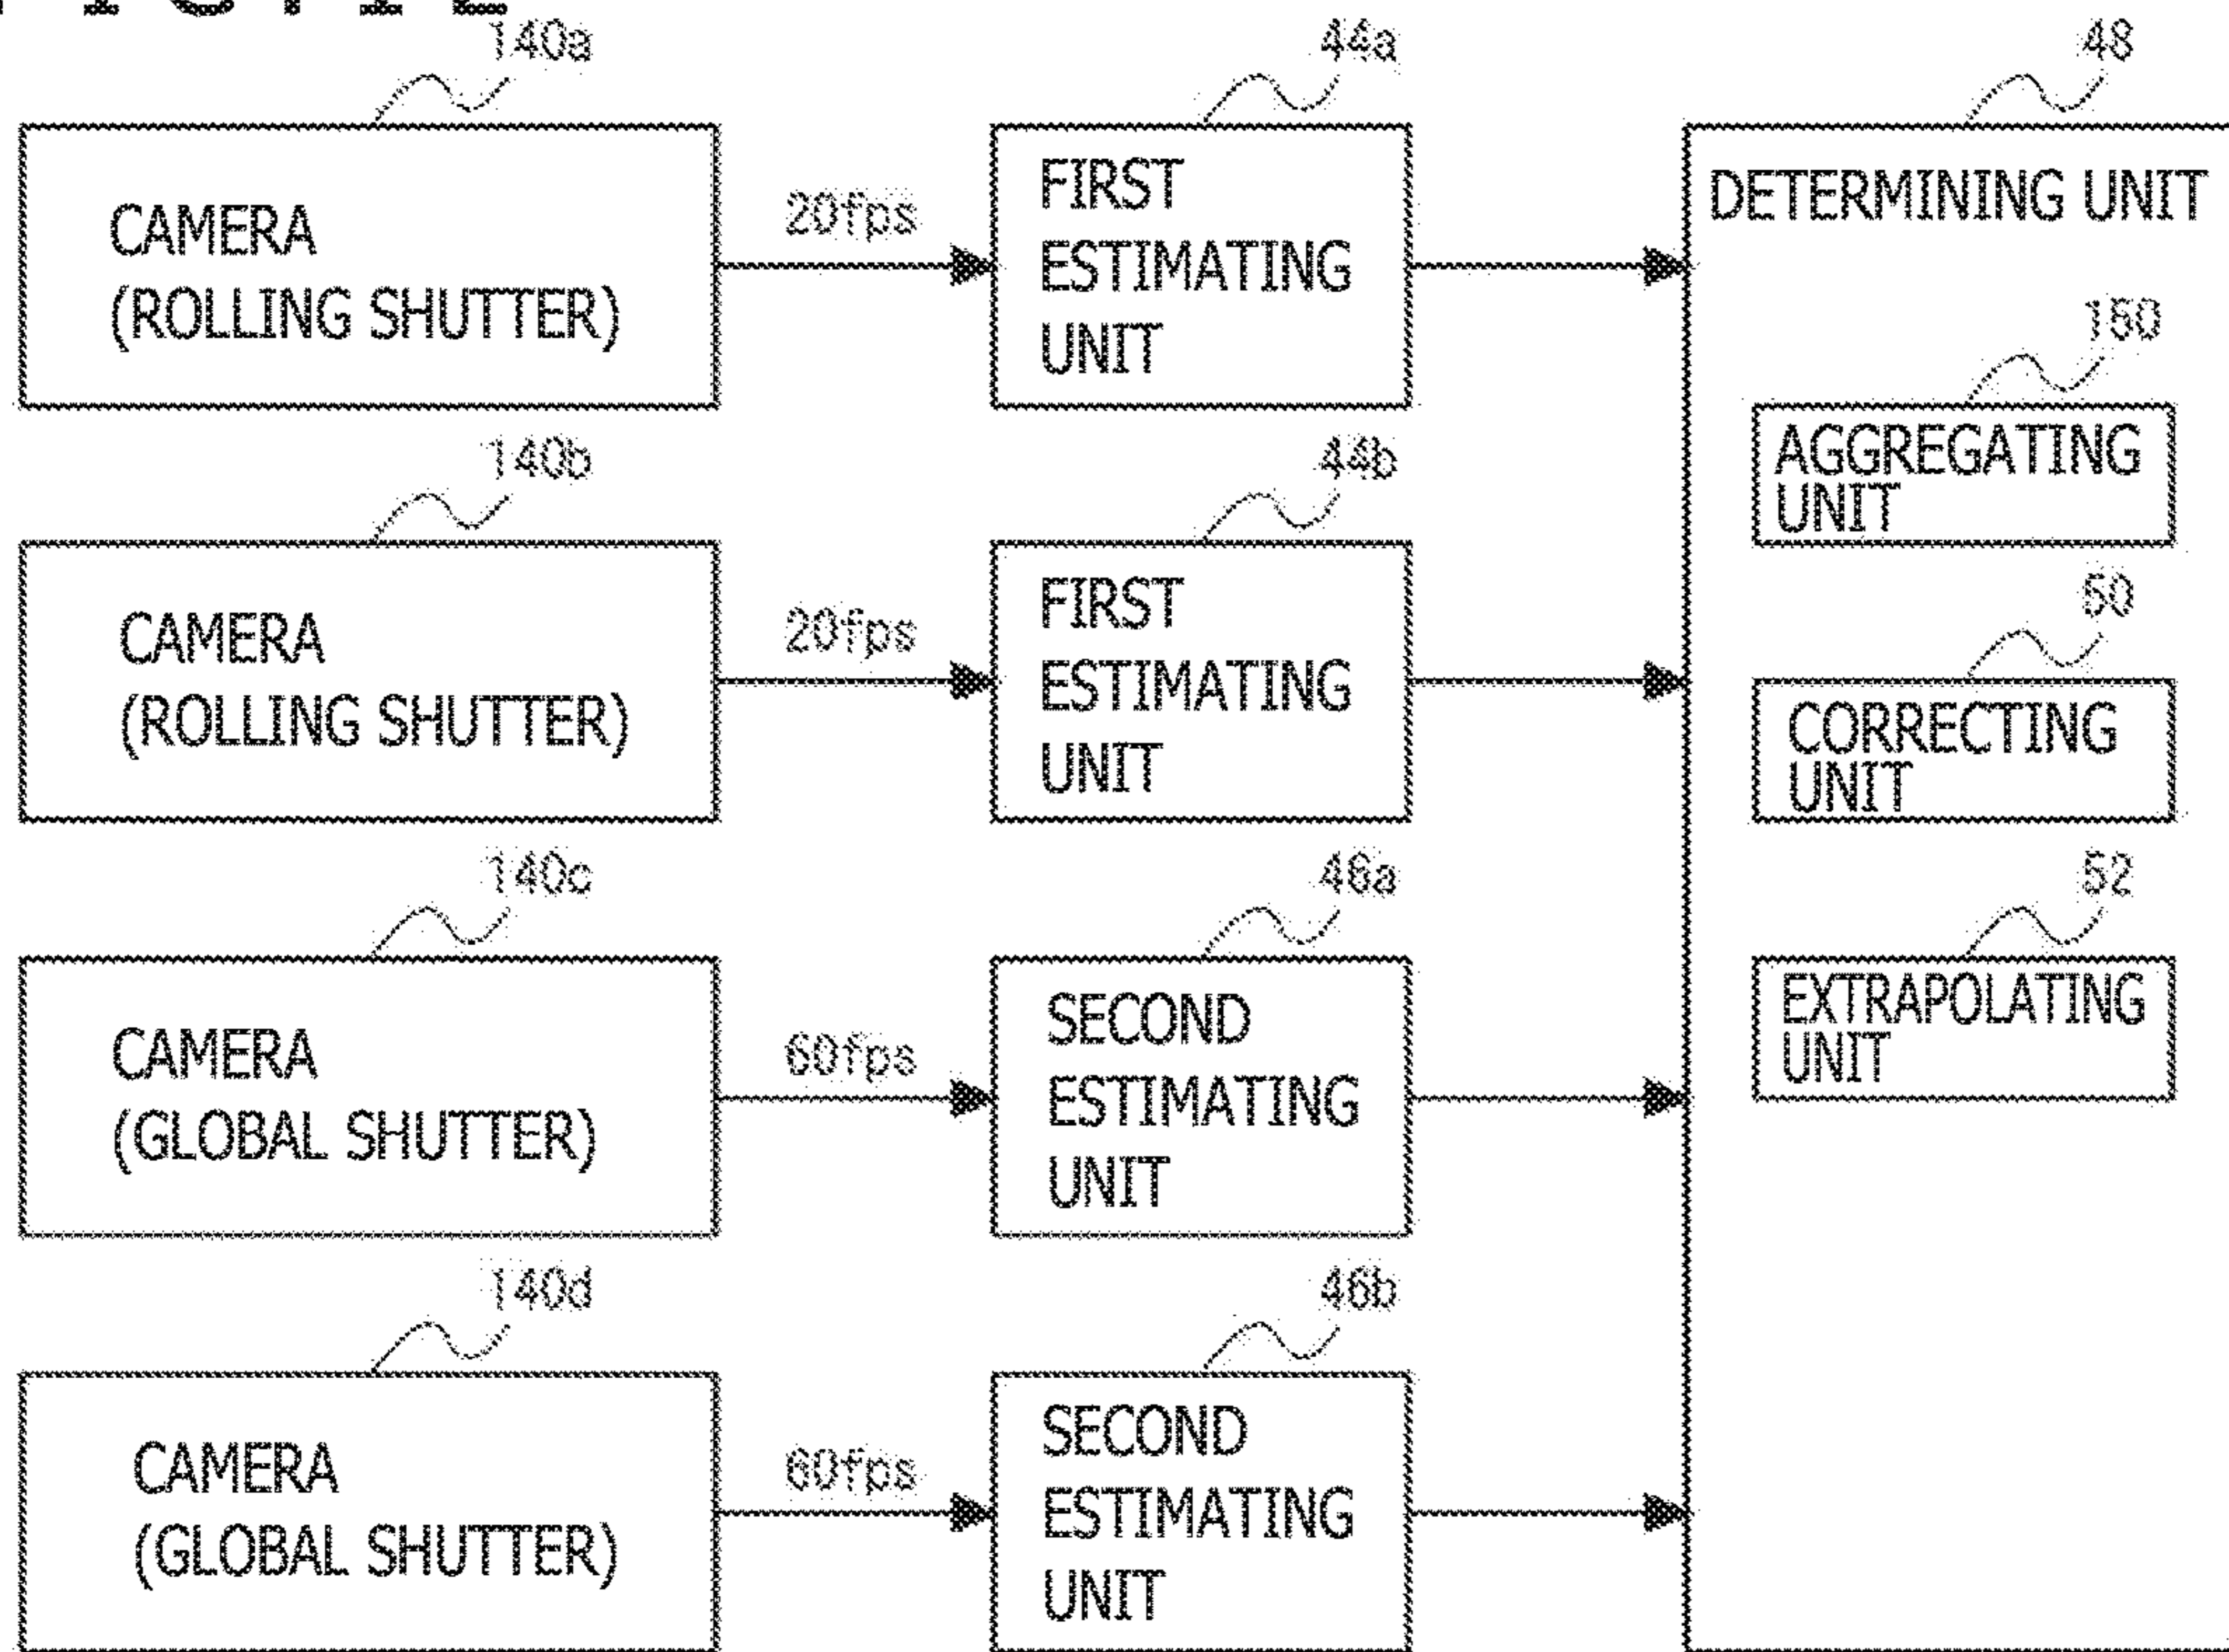 140a
44a
48
CAMERA
(ROLLING SHUTTER)
20fps
FIRST
ESTIMATING
UNIT
DETERMINING UNIT
150
AGGREGATING
UNIT
140b
44b
CAMERA
(ROLLING SHUTTER)
20fps
FIRST
ESTIMATING
UNIT
50
CORRECTING
UNIT
140c
46a
52
CAMERA
(GLOBAL SHUTTER)
60fps
SECOND
ESTIMATING
UNIT
EXTRAPOLATING
UNIT
140d
46b
CAMERA
(GLOBAL SHUTTER)
60fps
SECOND
ESTIMATING
UNIT